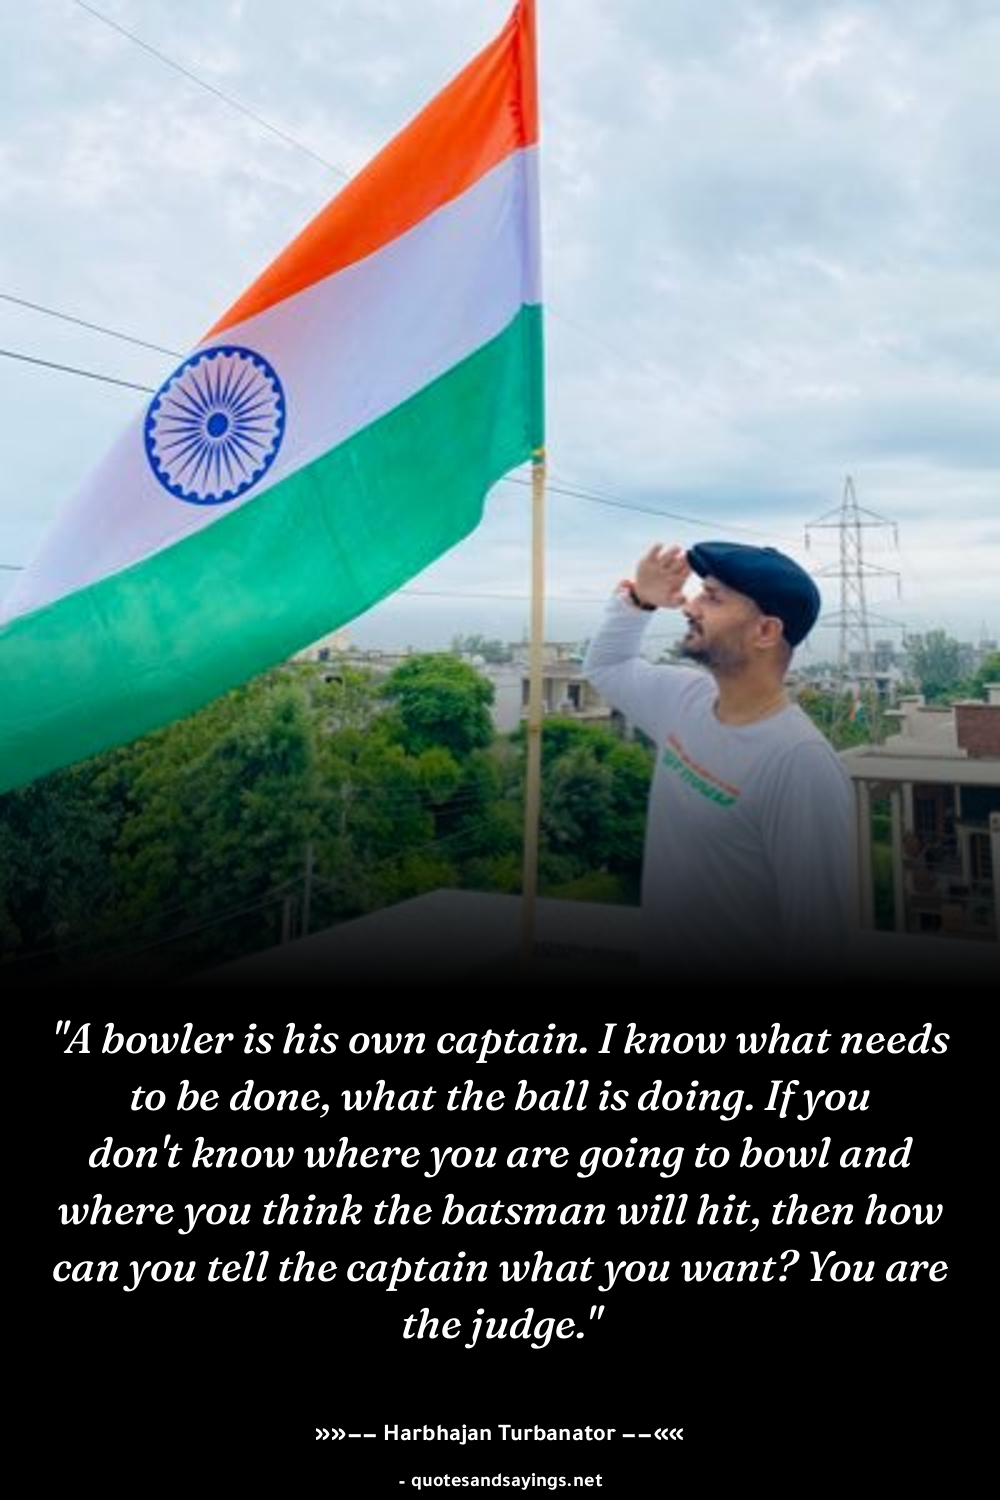 "A bowler is his own captain. I know what needs
to be done, what the ball is doing. If you
don't know where you are going to bowl and
where you think the batsman will hit, then how
can you tell the captain what you want? You are
the judge."
»»−− Harbhajan Turbanator −−««
- quotesandsayings.net